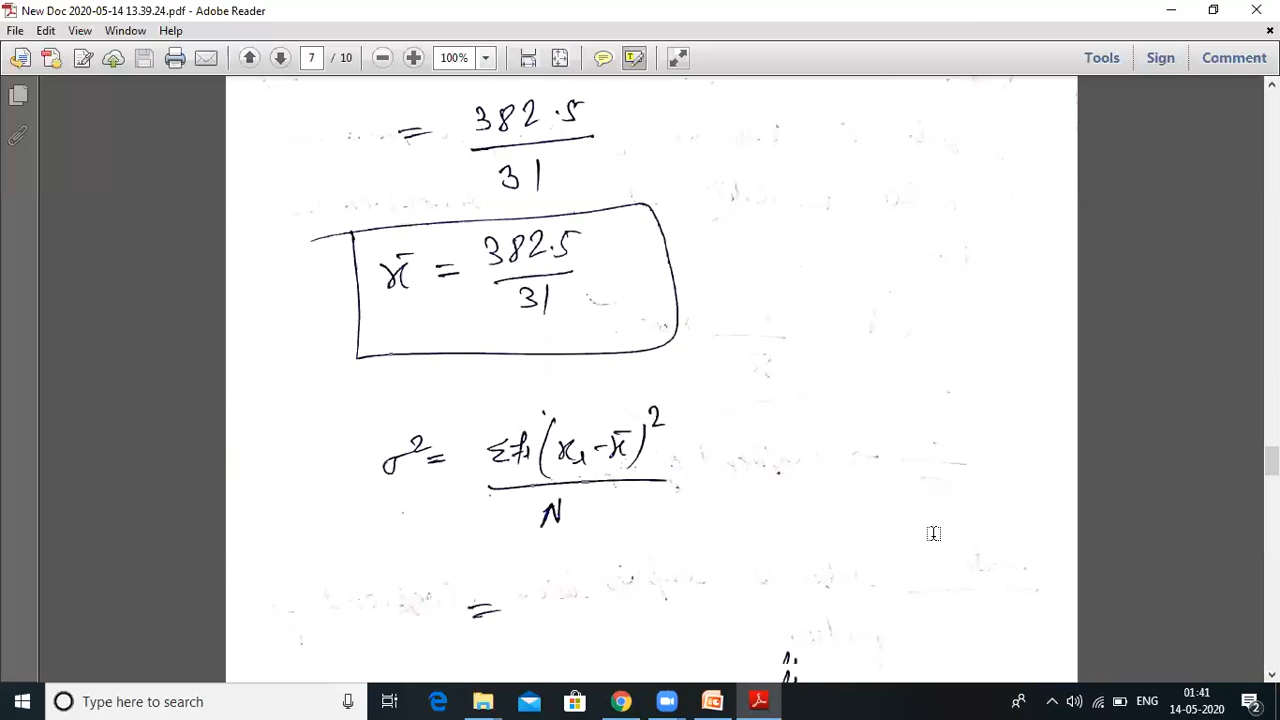 New Doc 2020-05-14 13.39.24.pdf - Adobe Reader
File Edit View Window Help
7 / 10 100% Tools Sign Comment
= 382.5 / 31
x̄ = 382.5 / 31
σ² = Σfi(xi - x̄)² / N
=
Type here to search
ENG
01:41
14-05-2020
2